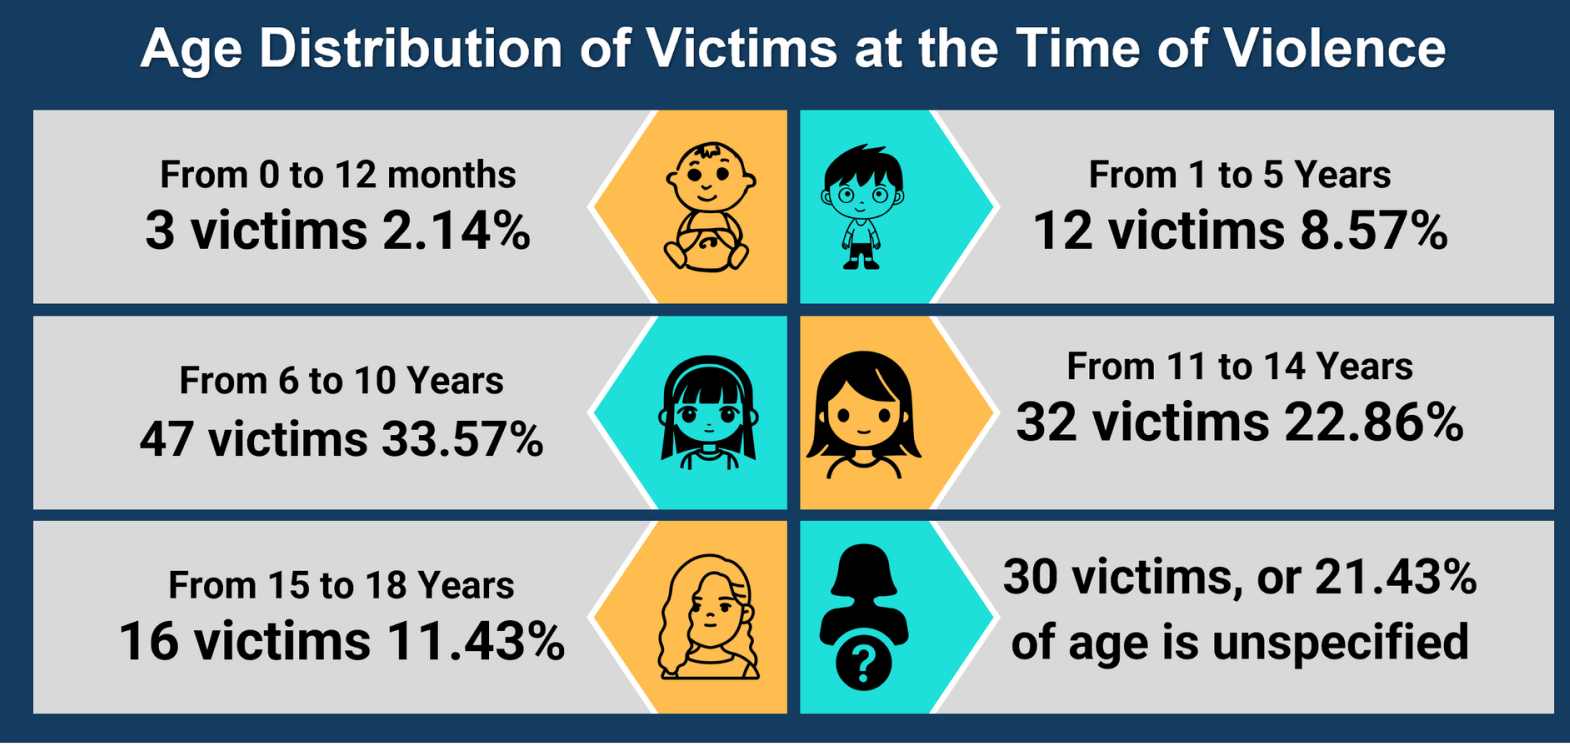 Age Distribution of Victims at the Time of Violence
From 0 to 12 months
3 victims 2.14%
From 1 to 5 Years
12 victims 8.57%
From 6 to 10 Years
47 victims 33.57%
From 11 to 14 Years
32 victims 22.86%
From 15 to 18 Years
16 victims 11.43%
30 victims, or 21.43%
of age is unspecified
?